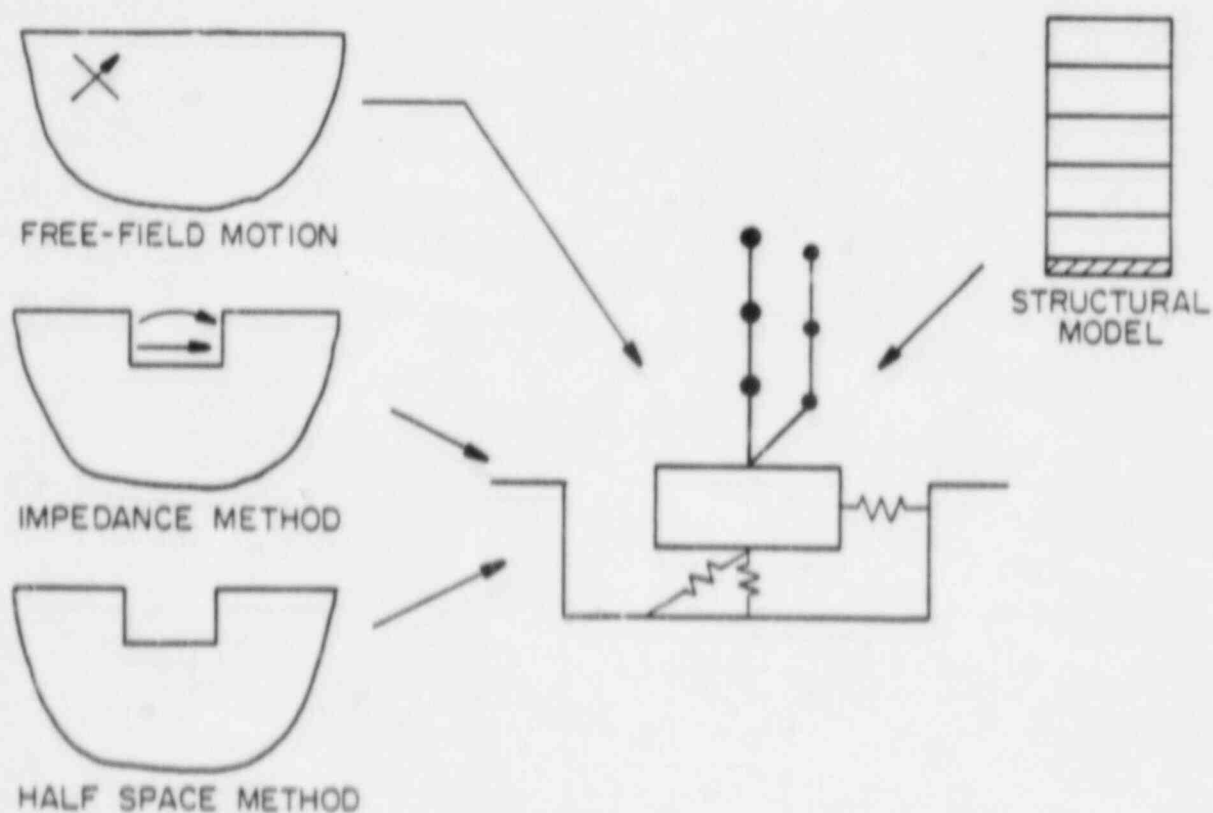 FREE-FIELD MOTION
IMPEDANCE METHOD
HALF SPACE METHOD
STRUCTURAL
MODEL